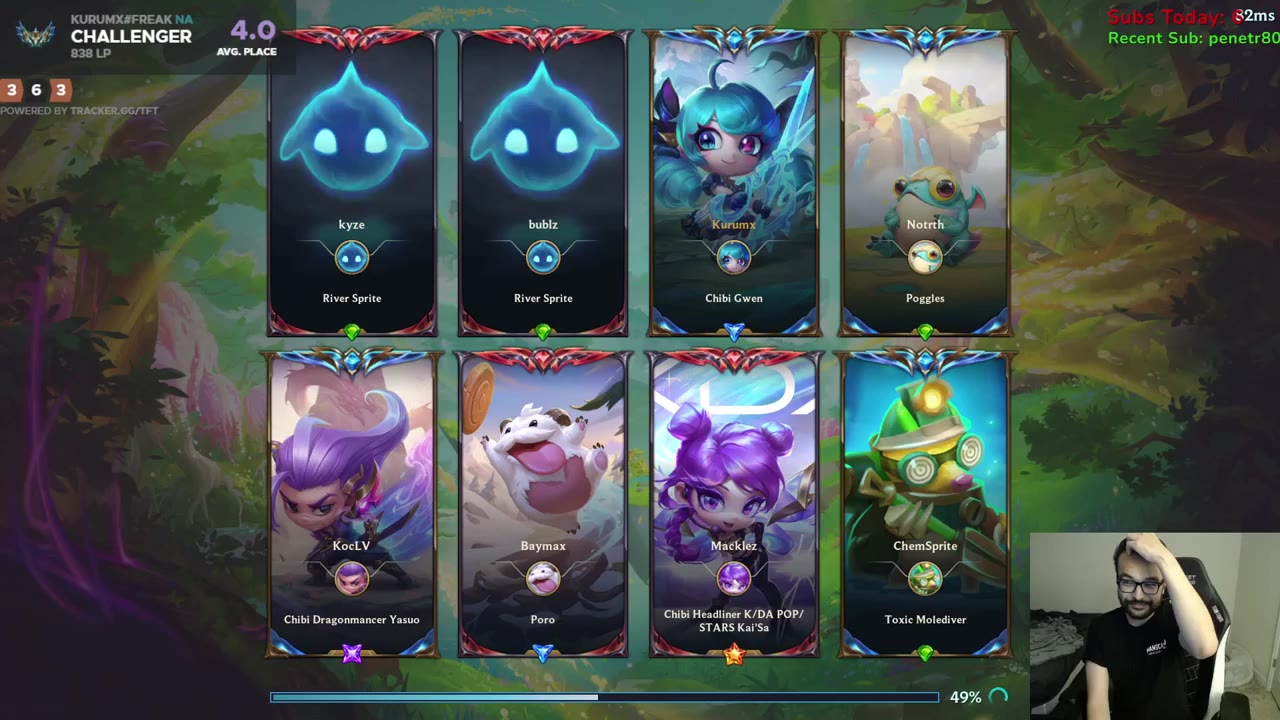 KURUMX#FREAK NA
CHALLENGER
838 LP
4.0
AVG. PLACE
3 6 3
POWERED BY TRACKER.GG/TFT
Subs Today:
32ms
Recent Sub: penetr80
kyze
River Sprite
bublz
River Sprite
Kurumx
Chibi Gwen
Notrth
Poggles
KocLV
Chibi Dragonmancer Yasuo
Baymax
Poro
Macklez
Chibi Headliner K/DA POP/
STARS Kai'Sa
ChemSprite
Toxic Molediver
49%